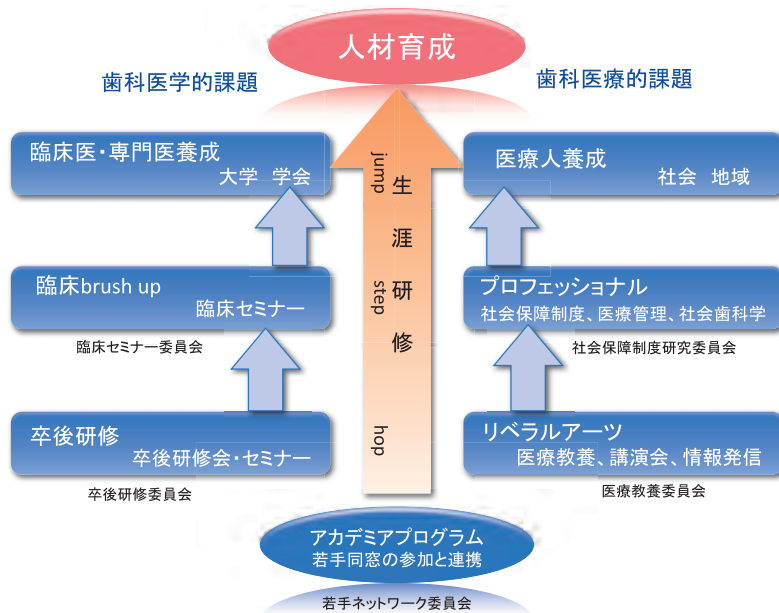 人材育成
歯科医学的課題
歯科医療的課題
臨床医・専門医養成
大学 学会
医療人養成
社会 地域
jump
生涯研修
step
hop
臨床brush up
臨床セミナー
臨床セミナー委員会
プロフェッショナル
社会保障制度、医療管理、社会歯科学
社会保障制度研究委員会
卒後研修
卒後研修会・セミナー
卒後研修委員会
リベラルアーツ
医療教養、講演会、情報発信
医療教養委員会
アカデミアプログラム
若手同窓の参加と連携
若手ネットワーク委員会